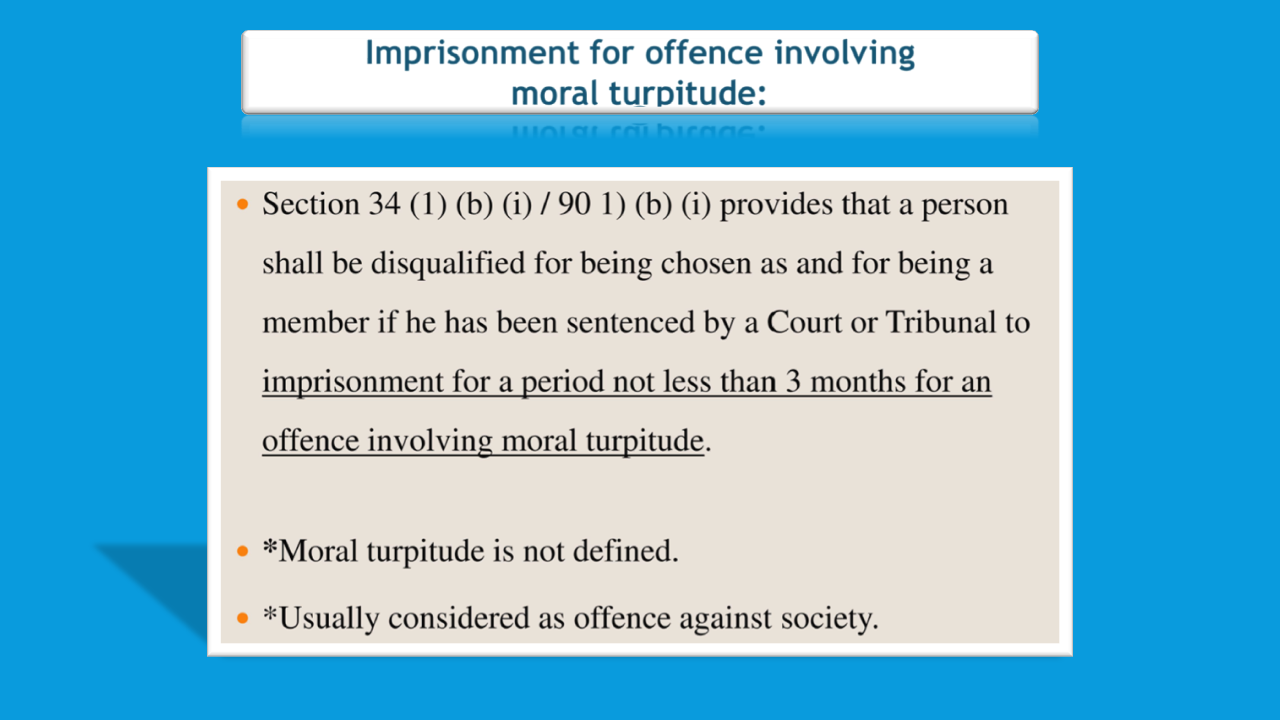 Imprisonment for offence involving
moral turpitude:
• Section 34 (1) (b) (i) / 90 1) (b) (i) provides that a person
shall be disqualified for being chosen as and for being a
member if he has been sentenced by a Court or Tribunal to
imprisonment for a period not less than 3 months for an
offence involving moral turpitude.
• *Moral turpitude is not defined.
• *Usually considered as offence against society.